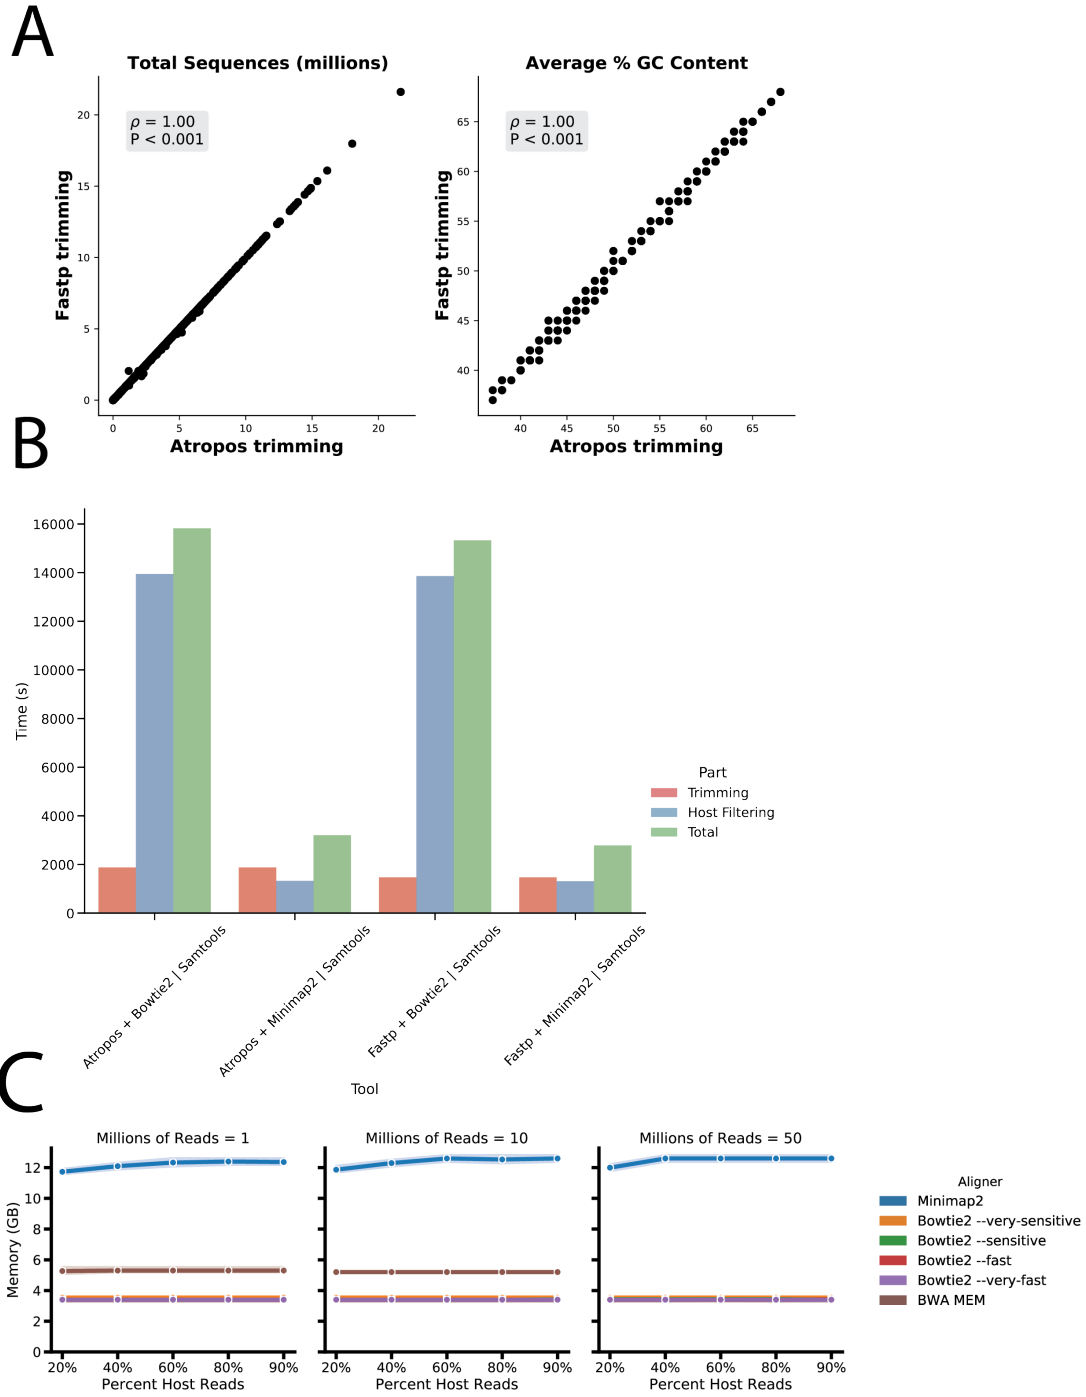 A
Total Sequences (millions)
ρ = 1.00
P < 0.001
Fastp trimming
20
15
10
5
0
0 5 10 15 20
Atropos trimming
Average % GC Content
ρ = 1.00
P < 0.001
Fastp trimming
65
60
55
50
45
40
40 45 50 55 60 65
Atropos trimming
B
Time (s)
16000
14000
12000
10000
8000
6000
4000
2000
0
Atropos + Bowtie2 | Samtools
Atropos + Minimap2 | Samtools
Fastp + Bowtie2 | Samtools
Fastp + Minimap2 | Samtools
Tool
Part
Trimming
Host Filtering
Total
C
Millions of Reads = 1
Millions of Reads = 10
Millions of Reads = 50
Memory (GB)
12
10
8
6
4
2
0
20% 40% 60% 80% 90%
Percent Host Reads
20% 40% 60% 80% 90%
Percent Host Reads
20% 40% 60% 80% 90%
Percent Host Reads
Aligner
Minimap2
Bowtie2 --very-sensitive
Bowtie2 --sensitive
Bowtie2 --fast
Bowtie2 --very-fast
BWA MEM